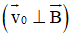 (v⃗₀ ⊥ B⃗)